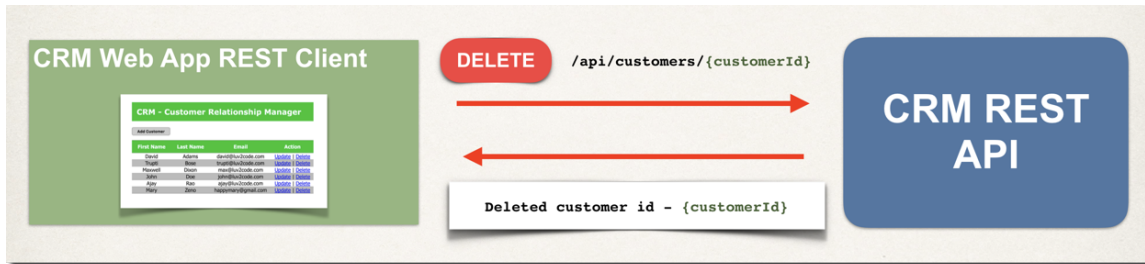 CRM Web App REST Client
CRM - Customer Relationship Manager
Add Customer
First Name Last Name Email Action
David Adams david@luv2code.com Update | Delete
Trupti Bose trupti@luv2code.com Update | Delete
Maxwell Dixon max@luv2code.com Update | Delete
John Doe john@luv2code.com Update | Delete
Ajay Rao ajay@luv2code.com Update | Delete
Mary Zeno happymary@gmail.com Update | Delete
DELETE /api/customers/{customerId}
Deleted customer id - {customerId}
CRM REST
API